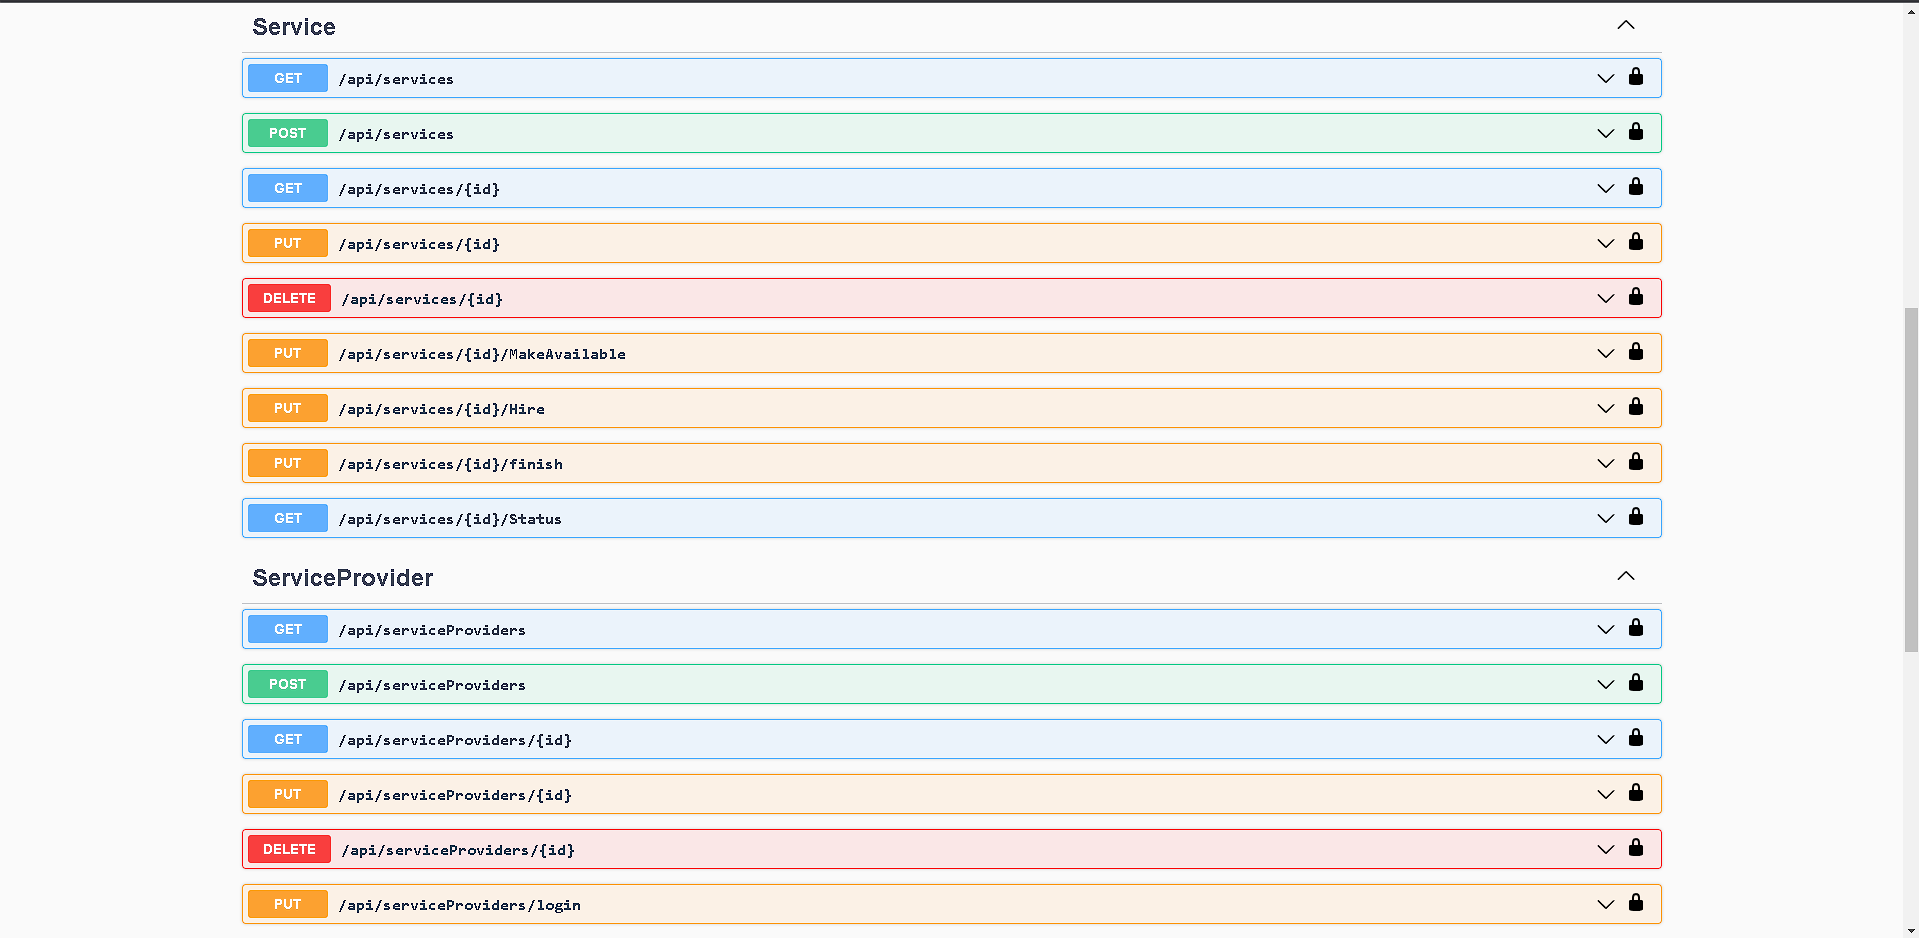 Service
GET /api/services
POST /api/services
GET /api/services/{id}
PUT /api/services/{id}
DELETE /api/services/{id}
PUT /api/services/{id}/MakeAvailable
PUT /api/services/{id}/Hire
PUT /api/services/{id}/finish
GET /api/services/{id}/Status
ServiceProvider
GET /api/serviceProviders
POST /api/serviceProviders
GET /api/serviceProviders/{id}
PUT /api/serviceProviders/{id}
DELETE /api/serviceProviders/{id}
PUT /api/serviceProviders/login